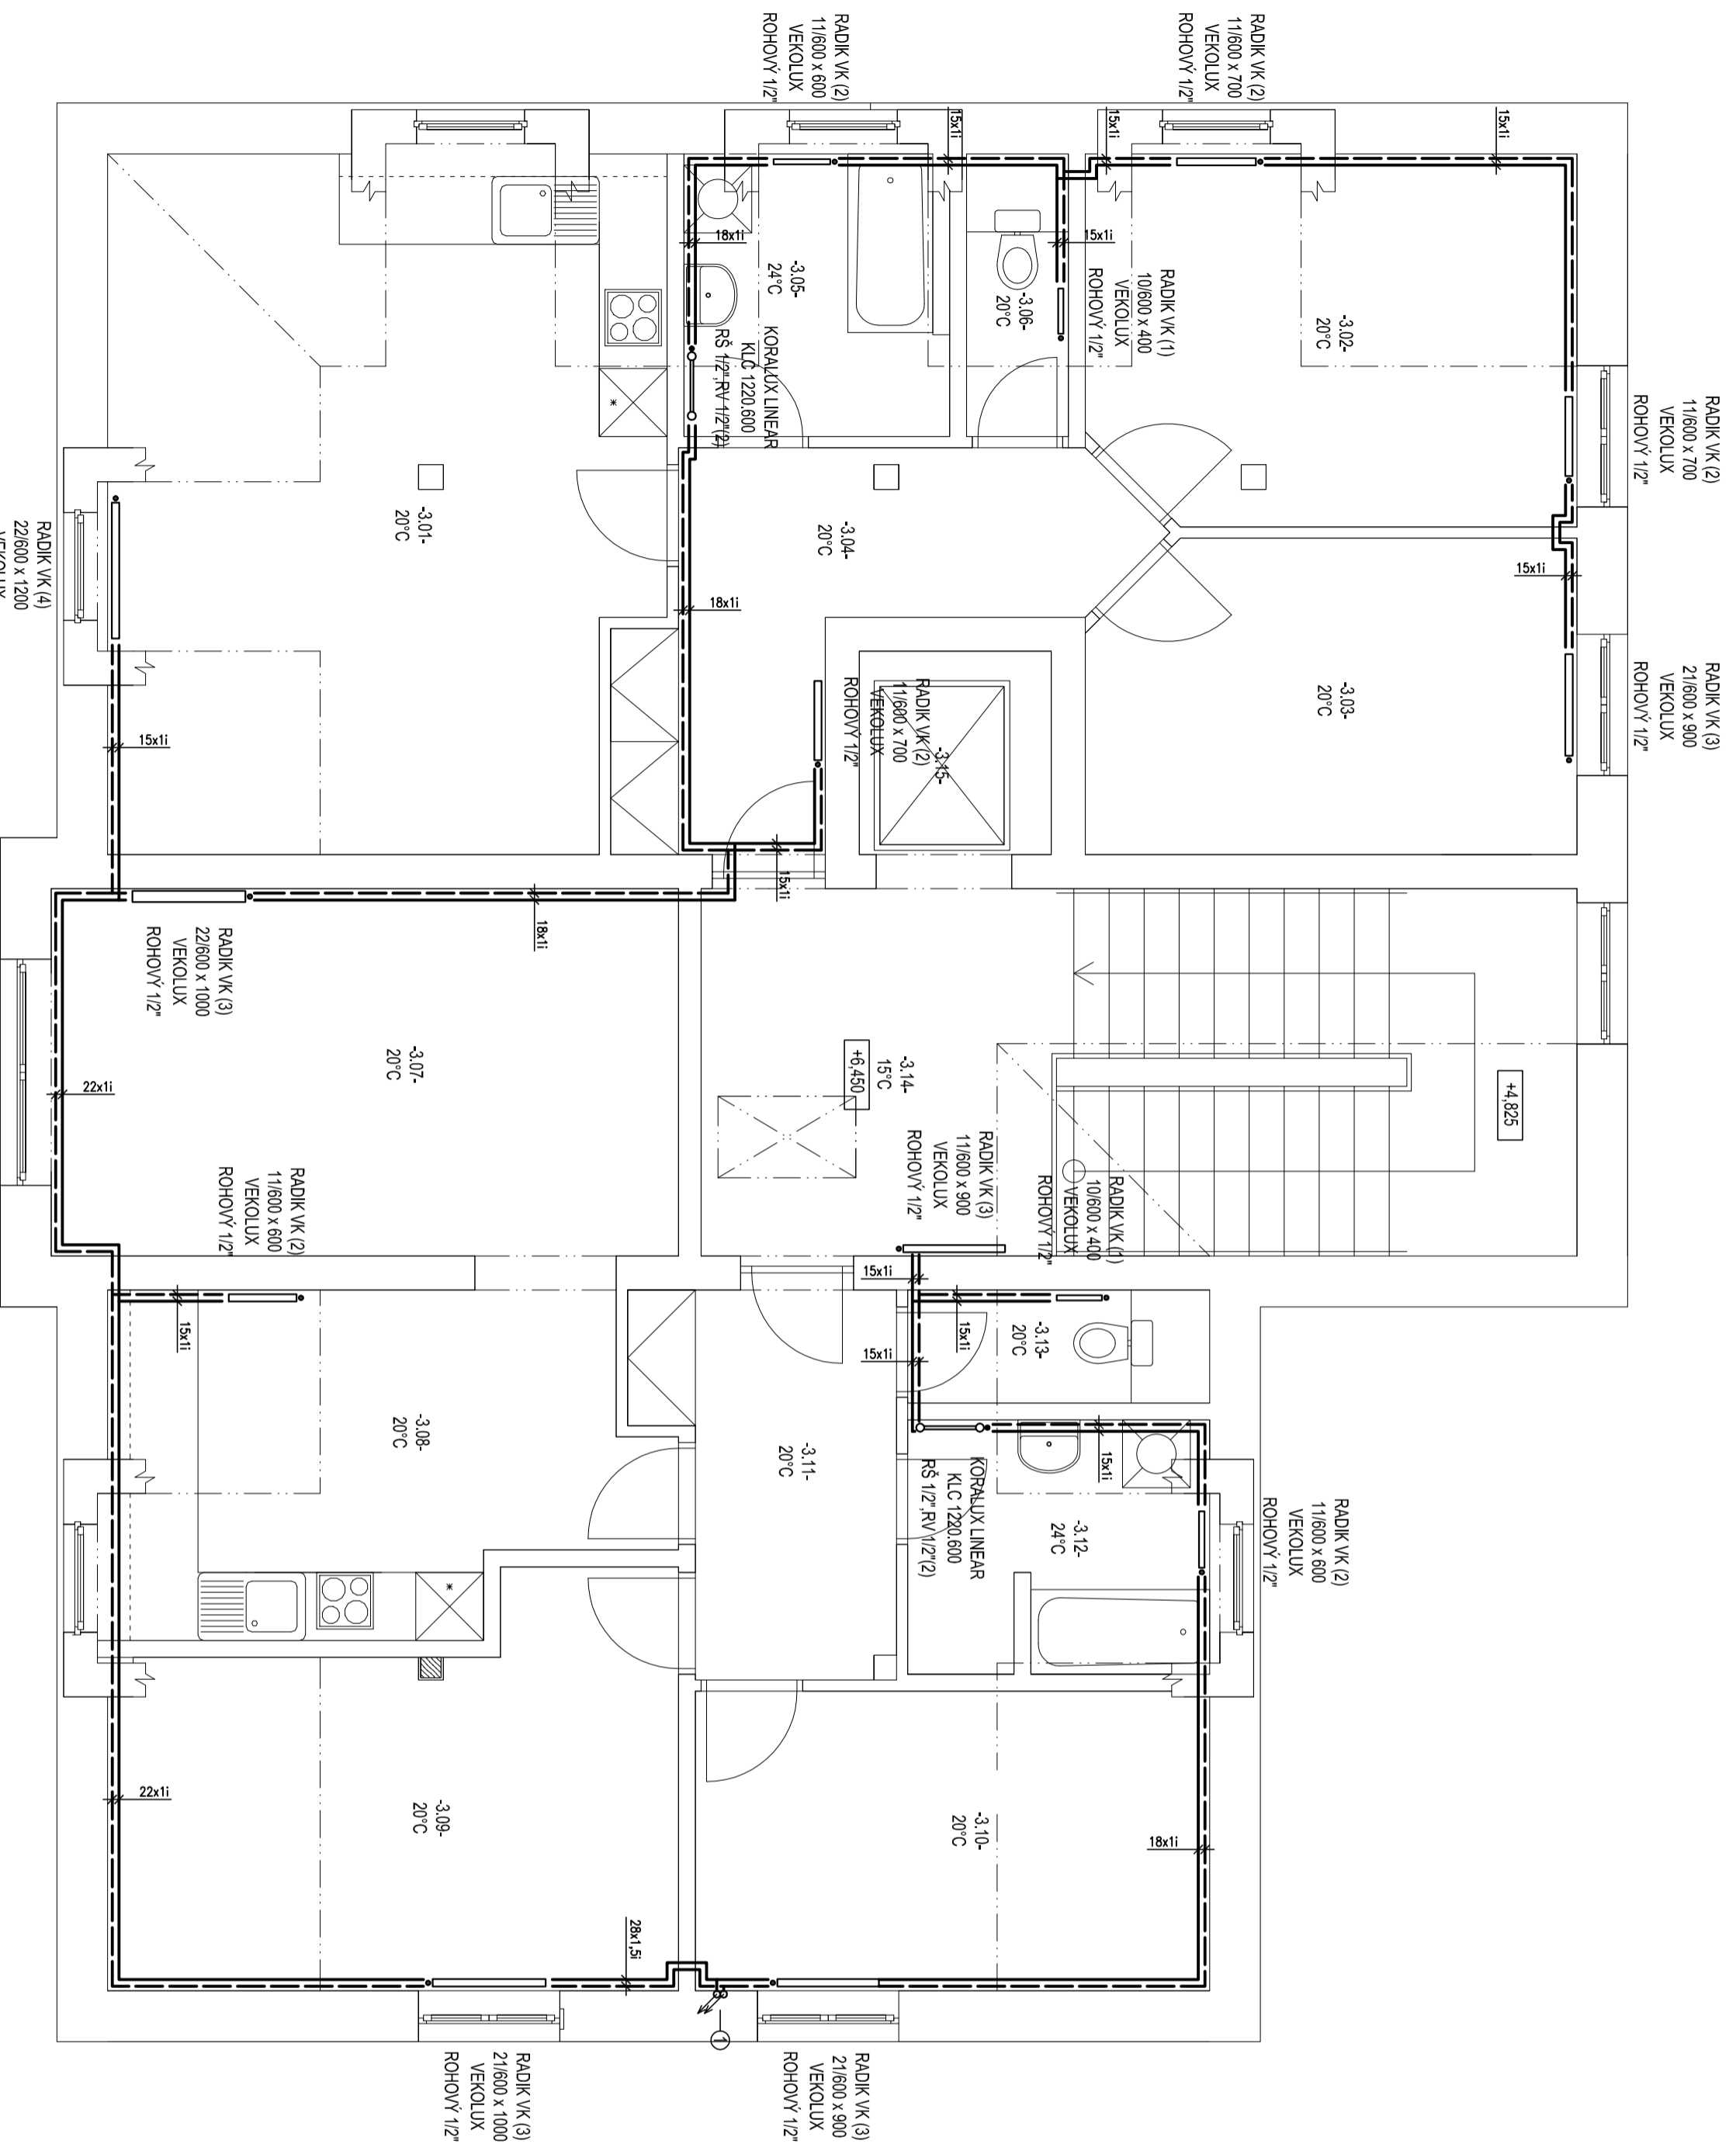 RADIK VK (2)
11/600 x 600
VEKOLUX
ROHOVÝ 1/2"
RADIK VK (2)
11/600 x 700
VEKOLUX
ROHOVÝ 1/2"
15x1i
15x1i
15x1i
18x1i
15x1i
-3.05-
24°C
-3.06-
20°C
RADIK VK (1)
10/600 x 400
VEKOLUX
ROHOVÝ 1/2"
-3.02-
20°C
KORALUX LINEAR
KLC 1220.600
RŠ 1/2",RV 1/2"(2)
RADIK VK (2)
11/600 x 700
VEKOLUX
ROHOVÝ 1/2"
-3.01-
20°C
-3.04-
20°C
15x1i
18x1i
RADIK VK (4)
22/600 x 1200
-3.03-
20°C
RADIK VK (3)
21/600 x 900
VEKOLUX
ROHOVÝ 1/2"
RADIK VK (2)
11/600 x 700
VEKOLUX
ROHOVÝ 1/2"
-3.15-
15x1i
15x1i
18x1i
RADIK VK (3)
22/600 x 1000
VEKOLUX
ROHOVÝ 1/2"
-3.07-
20°C
22x1i
-3.14-
15°C
+6,450
+4,825
RADIK VK (3)
11/600 x 900
VEKOLUX
ROHOVÝ 1/2"
RADIK VK (1)
10/600 x 400
VEKOLUX
ROHOVÝ 1/2"
RADIK VK (2)
11/600 x 600
VEKOLUX
ROHOVÝ 1/2"
15x1i
15x1i
15x1i
15x1i
-3.13-
20°C
-3.08-
20°C
-3.11-
20°C
15x1i
KORALUX LINEAR
KLC 1220.600
RŠ 1/2",RV 1/2"(2)
-3.12-
24°C
RADIK VK (2)
11/600 x 600
VEKOLUX
ROHOVÝ 1/2"
22x1i
-3.09-
20°C
-3.10-
20°C
18x1i
28x1,5i
1
RADIK VK (3)
21/600 x 1000
VEKOLUX
ROHOVÝ 1/2"
RADIK VK (3)
21/600 x 900
VEKOLUX
ROHOVÝ 1/2"